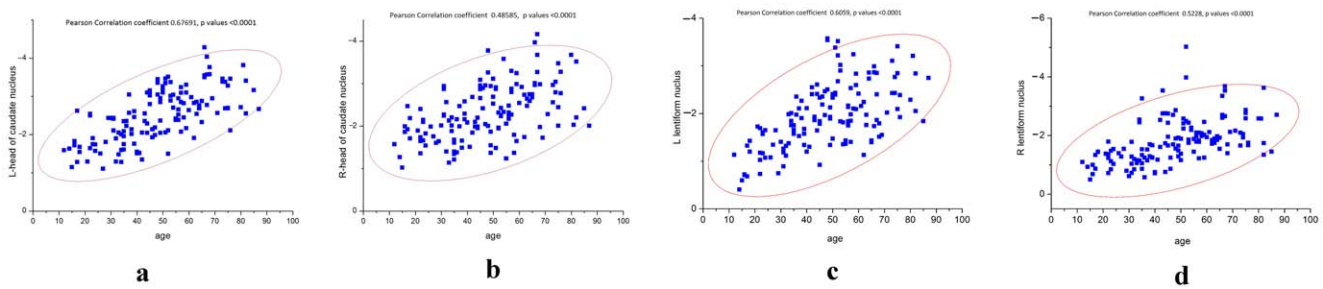 Pearson Correlation coefficient 0.67691, p values <0.0001
L-head of caudate nucleus
–4
–2
0
0 10 20 30 40 50 60 70 80 90 100
age
a
Pearson Correlation coefficient 0.48585, p values <0.0001
R-head of caudate nucleus
–4
–3
–2
–1
0
0 10 20 30 40 50 60 70 80 90 100
age
b
Pearson Correlation coefficient 0.6059, p values <0.0001
L lentiform nuclus
–4
–2
0
0 10 20 30 40 50 60 70 80 90 100
age
c
Pearson Correlation coefficient 0.5228, p values <0.0001
R lentiform nuclus
–6
–4
–2
0
0 10 20 30 40 50 60 70 80 90 100
age
d